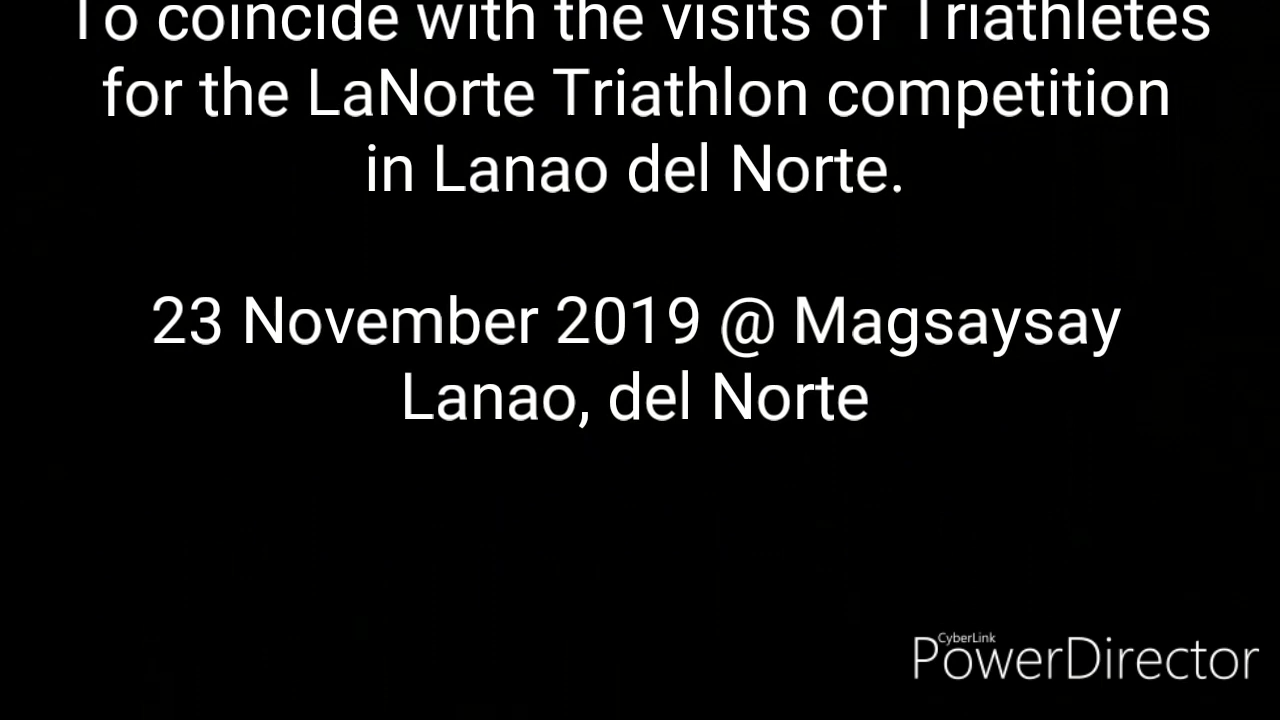 To coincide with the visits of Triathletes
for the LaNorte Triathlon competition
in Lanao del Norte.
23 November 2019 @ Magsaysay
Lanao, del Norte
CyberLink
PowerDirector